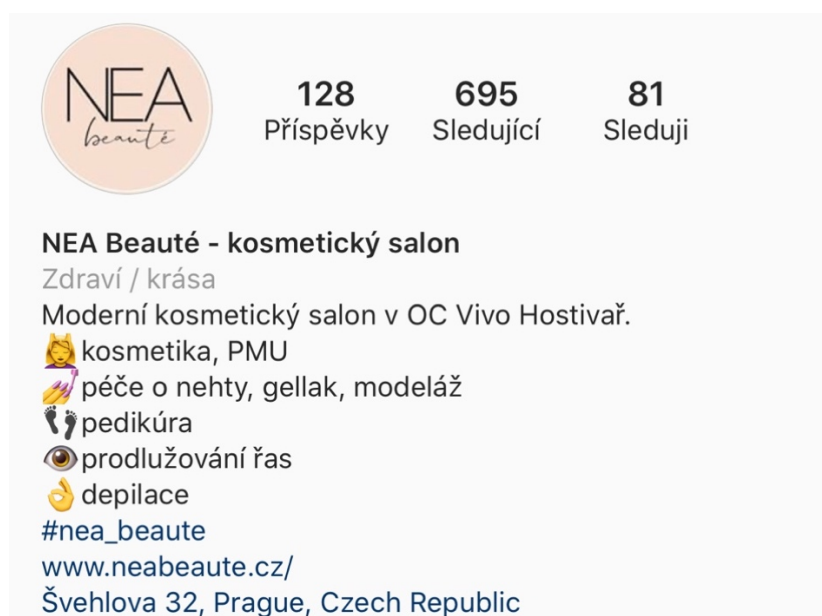 NEA
beauté
128 695 81
Příspěvky Sledující Sleduji
NEA Beauté - kosmetický salon
Zdraví / krása
Moderní kosmetický salon v OC Vivo Hostivař.
💆‍♀️kosmetika, PMU
💅péče o nehty, gellak, modeláž
👣pedikúra
👁️prodlužování řas
👌depilace
#nea_beaute
www.neabeaute.cz/
Švehlova 32, Prague, Czech Republic